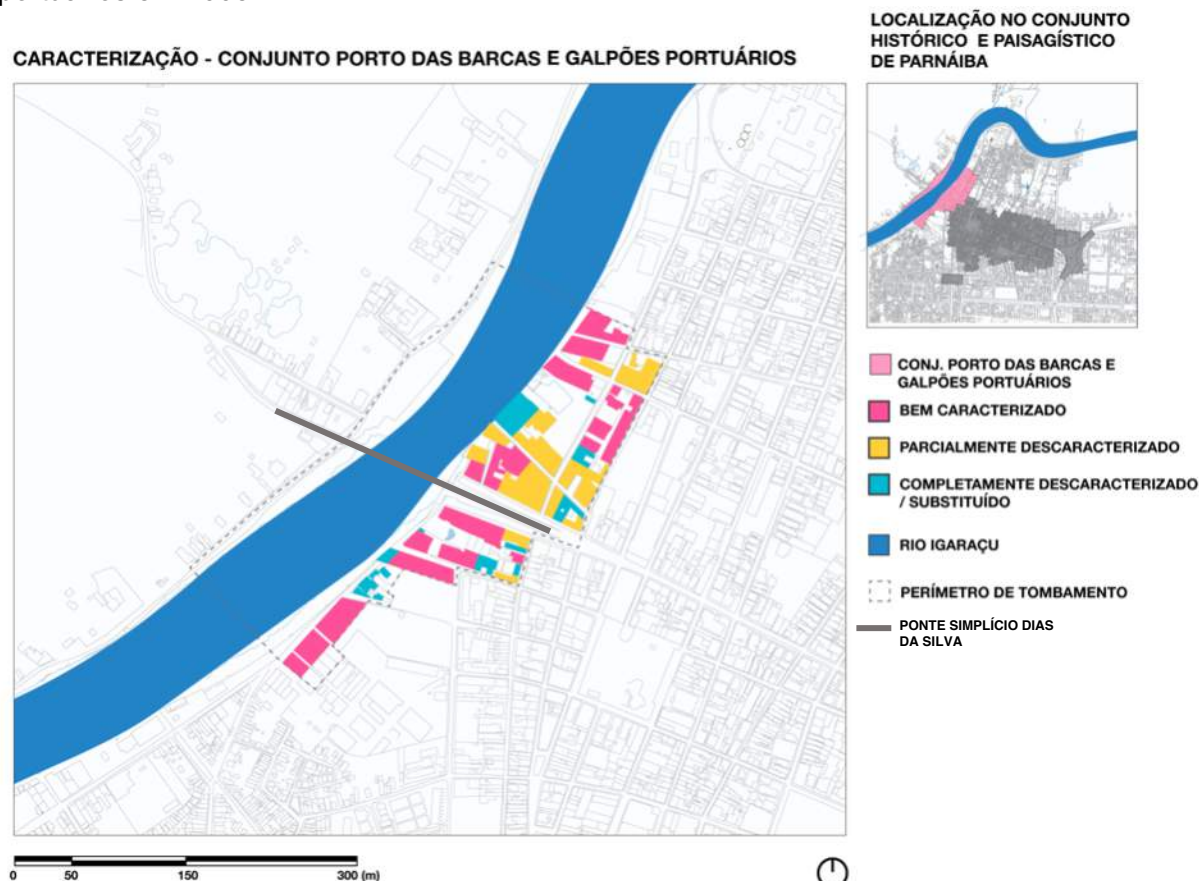 CARACTERIZAÇÃO - CONJUNTO PORTO DAS BARCAS E GALPÕES PORTUÁRIOS
LOCALIZAÇÃO NO CONJUNTO
HISTÓRICO E PAISAGÍSTICO
DE PARNÁIBA
CONJ. PORTO DAS BARCAS E
GALPÕES PORTUÁRIOS
BEM CARACTERIZADO
PARCIALMENTE DESCARACTERIZADO
COMPLETAMENTE DESCARACTERIZADO
/ SUBSTITUÍDO
RIO IGARAÇU
PERÍMETRO DE TOMBAMENTO
PONTE SIMPLÍCIO DIAS
DA SILVA
0 50 150 300 (m)